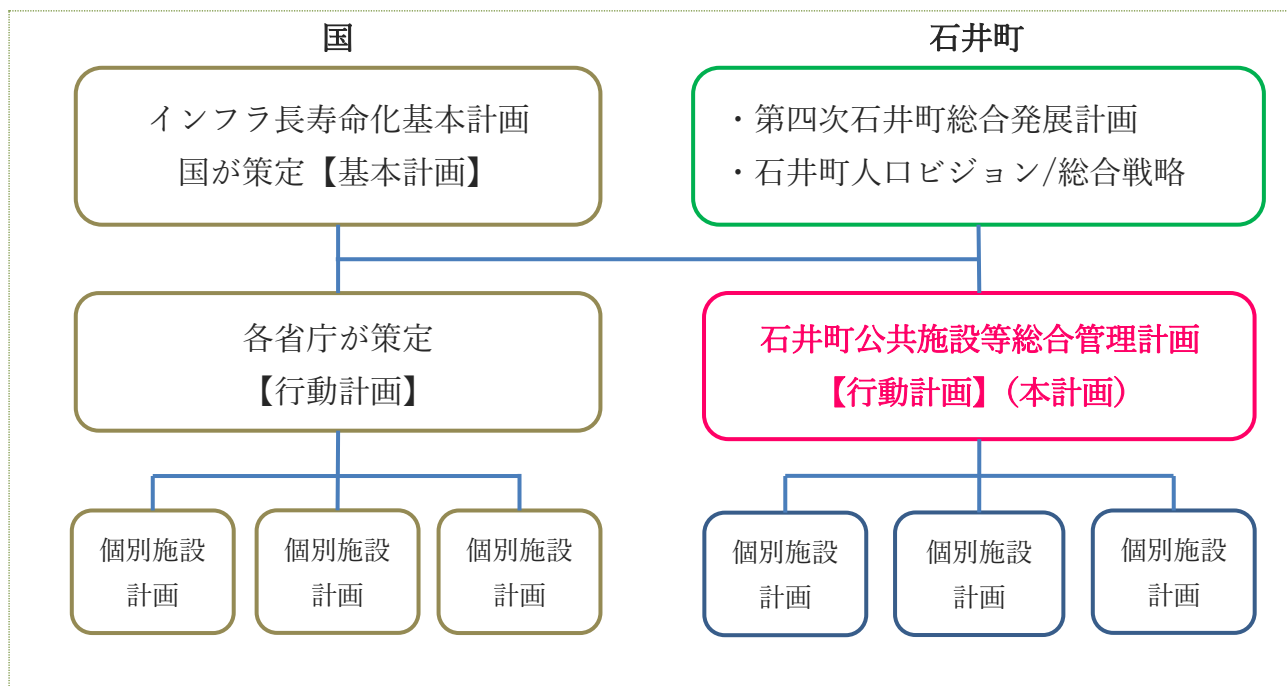 国
石井町
インフラ長寿命化基本計画
国が策定【基本計画】
・第四次石井町総合発展計画
・石井町人口ビジョン/総合戦略
各省庁が策定
【行動計画】
石井町公共施設等総合管理計画
【行動計画】(本計画)
個別施設
計画
個別施設
計画
個別施設
計画
個別施設
計画
個別施設
計画
個別施設
計画